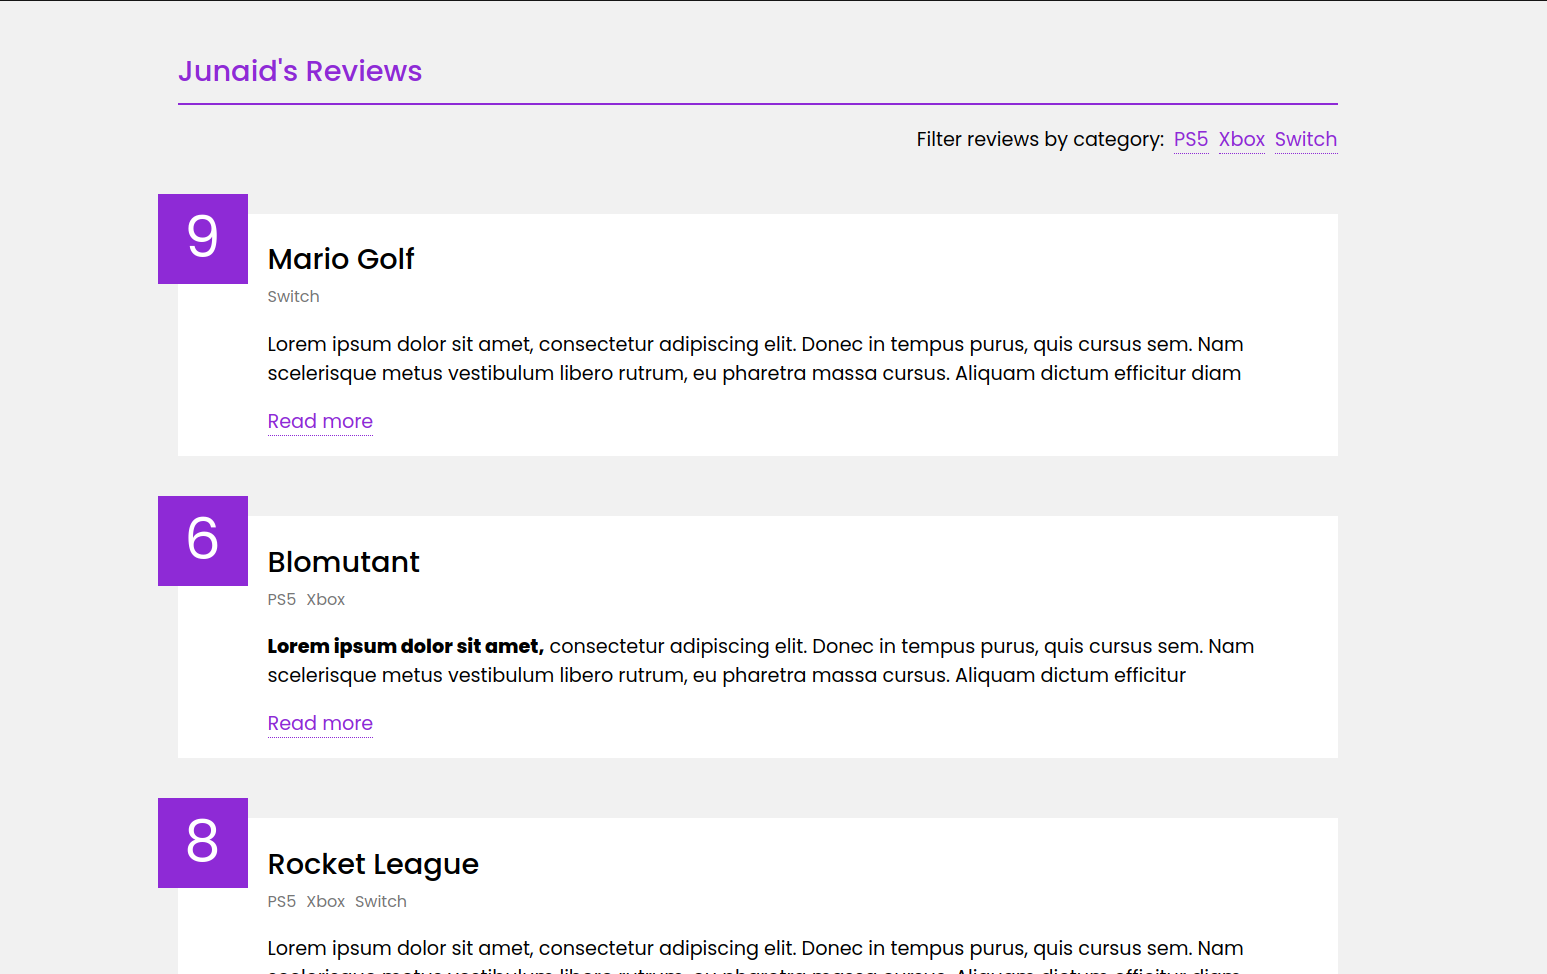 Junaid's Reviews
Filter reviews by category: PS5 Xbox Switch
9
Mario Golf
Switch
Lorem ipsum dolor sit amet, consectetur adipiscing elit. Donec in tempus purus, quis cursus sem. Nam
scelerisque metus vestibulum libero rutrum, eu pharetra massa cursus. Aliquam dictum efficitur diam
Read more
6
Blomutant
PS5 Xbox
Lorem ipsum dolor sit amet, consectetur adipiscing elit. Donec in tempus purus, quis cursus sem. Nam
scelerisque metus vestibulum libero rutrum, eu pharetra massa cursus. Aliquam dictum efficitur
Read more
8
Rocket League
PS5 Xbox Switch
Lorem ipsum dolor sit amet, consectetur adipiscing elit. Donec in tempus purus, quis cursus sem. Nam